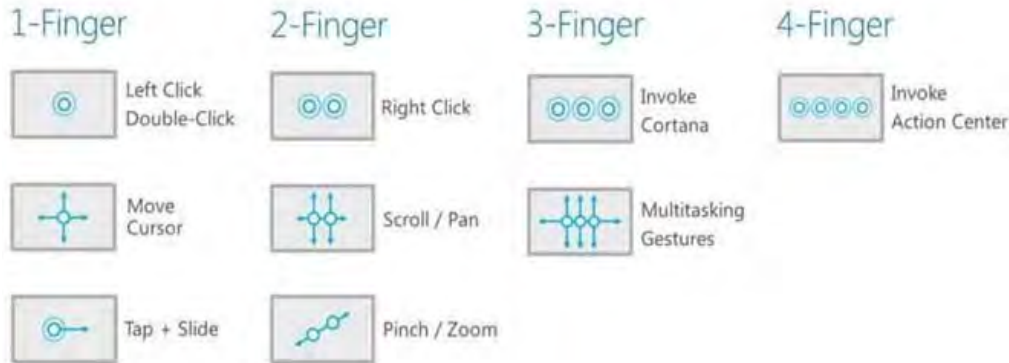 1-Finger
2-Finger
3-Finger
4-Finger
Left Click
Double-Click
Right Click
Invoke
Cortana
Invoke
Action Center
Move
Cursor
Scroll / Pan
Multitasking
Gestures
Tap + Slide
Pinch / Zoom